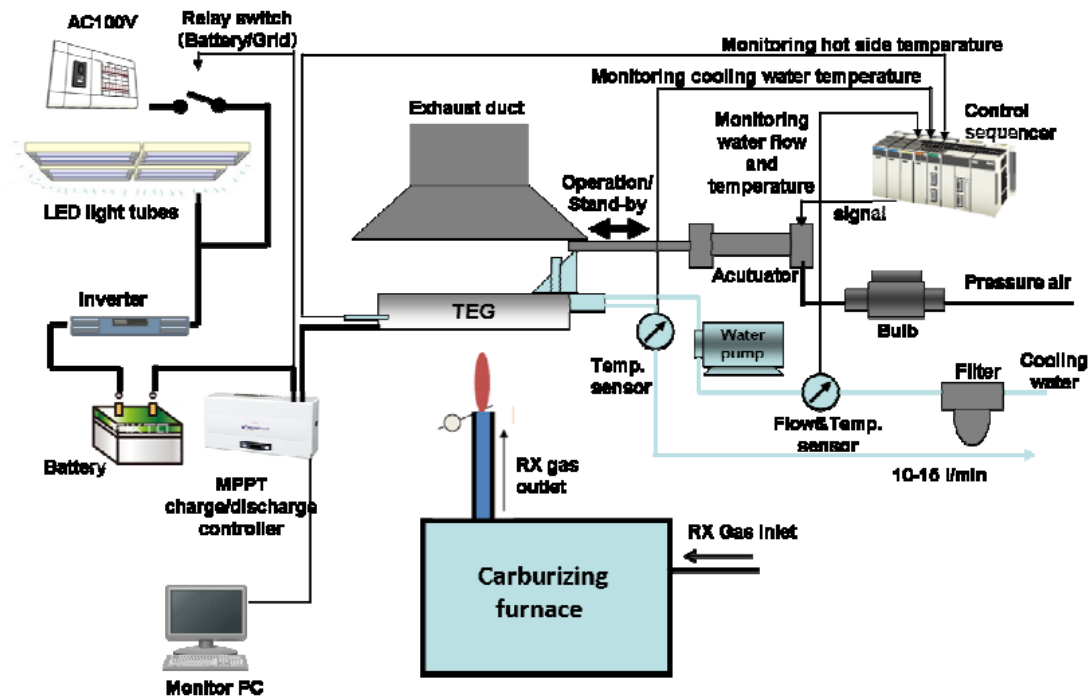 AC100V
Relay switch
(Battery/Grid)
Monitoring hot side temparature
Monitoring cooling water temperature
Exhaust duct
Monitoring
water flow
and
temperature
Control
sequencer
Operation/
Stand-by
LED light tubes
signal
Acutuator
Pressure air
Inverter
TEG
Bulb
Water
pump
Temp.
sensor
Filter
Cooling
water
Flow&Temp.
sensor
Battery
MPPT
charge/discharge
controller
RX gas
outlet
10-15 l/min
RX Gas inlet
Carburizing
furnace
Monitor PC